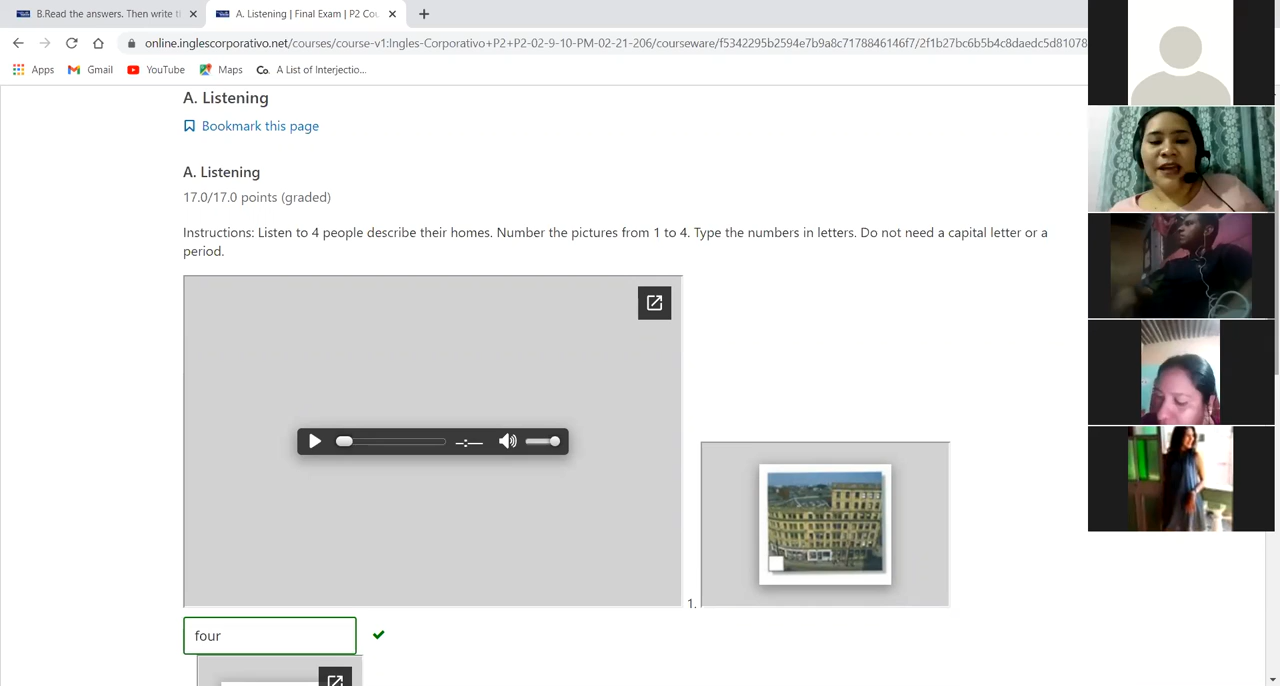 B.Read the answers. Then write t
A. Listening | Final Exam | P2 Cou
online.inglescorporativo.net/courses/course-v1:Ingles-Corporativo+P2+P2-02-9-10-PM-02-21-206/courseware/f5342295b2594e7b9a8c7178846146f7/2f1b27bc6b5b4c8daedc5d81078
Apps Gmail YouTube Maps Co. A List of Interjectio...
A. Listening
Bookmark this page
A. Listening
17.0/17.0 points (graded)
Instructions: Listen to 4 people describe their homes. Number the pictures from 1 to 4. Type the numbers in letters. Do not need a capital letter or a
period.
-:--
1.
four